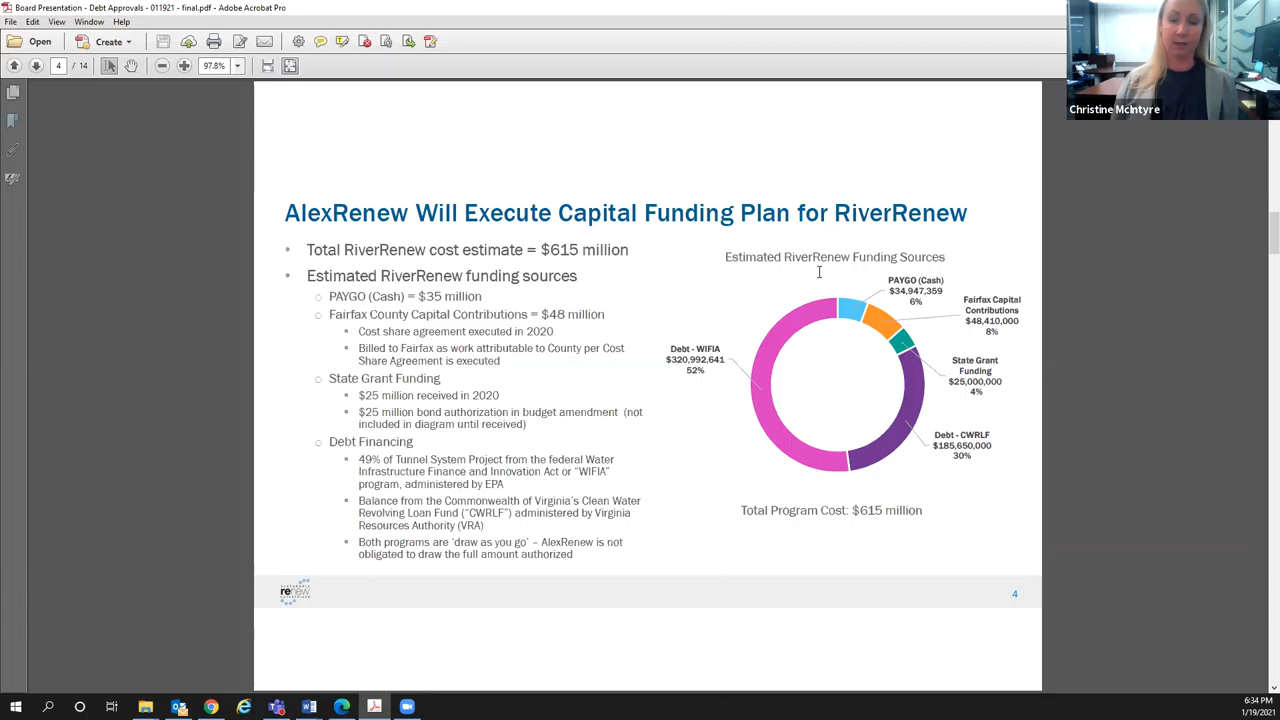 Board Presentation - Debt Approvals - 011921 - final.pdf - Adobe Acrobat Pro
File Edit View Window Help
Open
Create
4 / 14
97.8%
Christine McIntyre
AlexRenew Will Execute Capital Funding Plan for RiverRenew
• Total RiverRenew cost estimate = $615 million
• Estimated RiverRenew funding sources
○ PAYGO (Cash) = $35 million
○ Fairfax County Capital Contributions = $48 million
▪ Cost share agreement executed in 2020
▪ Billed to Fairfax as work attributable to County per Cost
Share Agreement is executed
○ State Grant Funding
▪ $25 million received in 2020
▪ $25 million bond authorization in budget amendment (not
included in diagram until received)
○ Debt Financing
▪ 49% of Tunnel System Project from the federal Water
Infrastructure Finance and Innovation Act or “WIFIA”
program, administered by EPA
▪ Balance from the Commonwealth of Virginia’s Clean Water
Revolving Loan Fund (“CWRLF”) administered by Virginia
Resources Authority (VRA)
▪ Both programs are ‘draw as you go’ – AlexRenew is not
obligated to draw the full amount authorized
Estimated RiverRenew Funding Sources
PAYGO (Cash)
$34,947,359
6%
Fairfax Capital
Contributions
$48,410,000
8%
State Grant
Funding
$25,000,000
4%
Debt - CWRLF
$185,650,000
30%
Debt - WIFIA
$320,992,641
52%
Total Program Cost: $615 million
renew
4
6:34 PM
1/19/2021